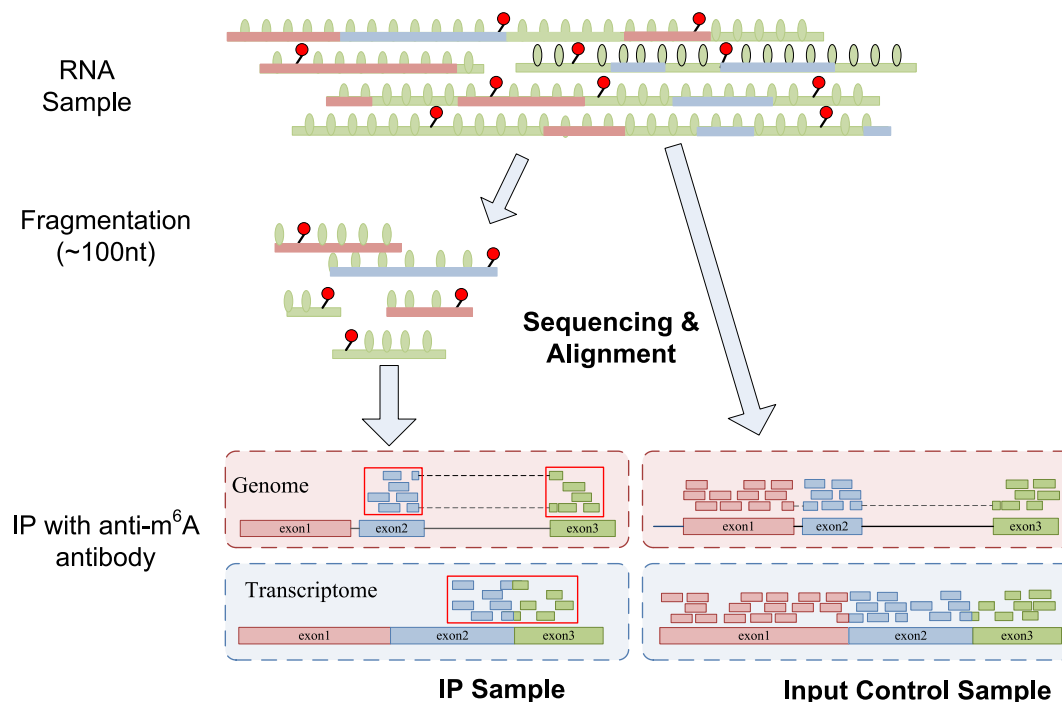 RNA
Sample
Fragmentation
(~100nt)
Sequencing &
Alignment
IP with anti-m⁶A
antibody
Genome
exon1 exon2 exon3
exon1 exon2 exon3
Transcriptome
exon1 exon2 exon3
exon1 exon2 exon3
IP Sample
Input Control Sample